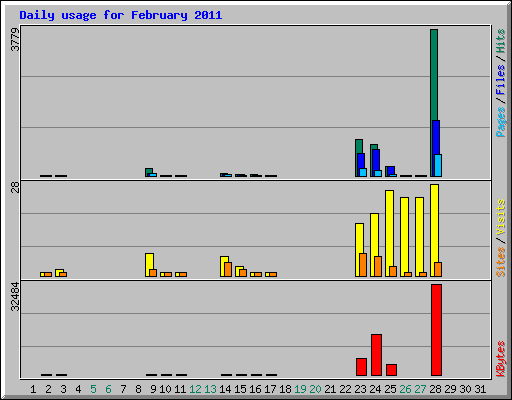 Daily usage for February 2011
3779
Pages / Files / Hits
28
Sites / Visits
32484
KBytes
1 2 3 4 5 6 7 8 9 10 11 12 13 14 15 16 17 18 19 20 21 22 23 24 25 26 27 28 29 30 31